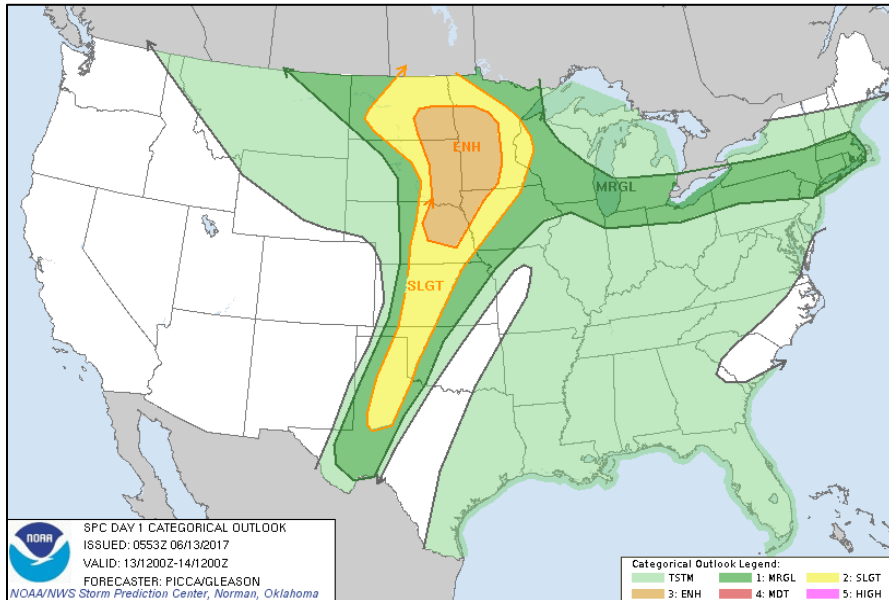 ENH
MRGL
SLGT
SPC DAY 1 CATEGORICAL OUTLOOK
ISSUED: 0553Z 06/13/2017
VALID: 13/1200Z-14/1200Z
FORECASTER: PICCA/GLEASON
NOAA
NOAA/NWS Storm Prediction Center, Norman, Oklahoma
Categorical Outlook Legend:
TSTM 1: MRGL 2: SLGT
3: ENH 4: MDT 5: HIGH